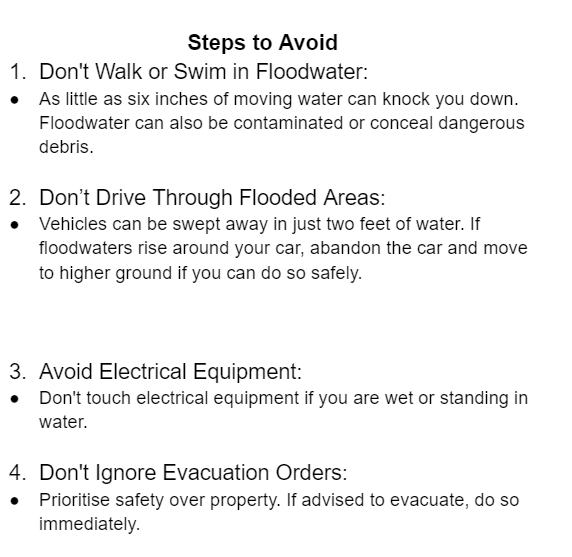 Steps to Avoid
1. Don't Walk or Swim in Floodwater:
● As little as six inches of moving water can knock you down.
Floodwater can also be contaminated or conceal dangerous
debris.
2. Don’t Drive Through Flooded Areas:
● Vehicles can be swept away in just two feet of water. If
floodwaters rise around your car, abandon the car and move
to higher ground if you can do so safely.
3. Avoid Electrical Equipment:
● Don't touch electrical equipment if you are wet or standing in
water.
4. Don't Ignore Evacuation Orders:
● Prioritise safety over property. If advised to evacuate, do so
immediately.